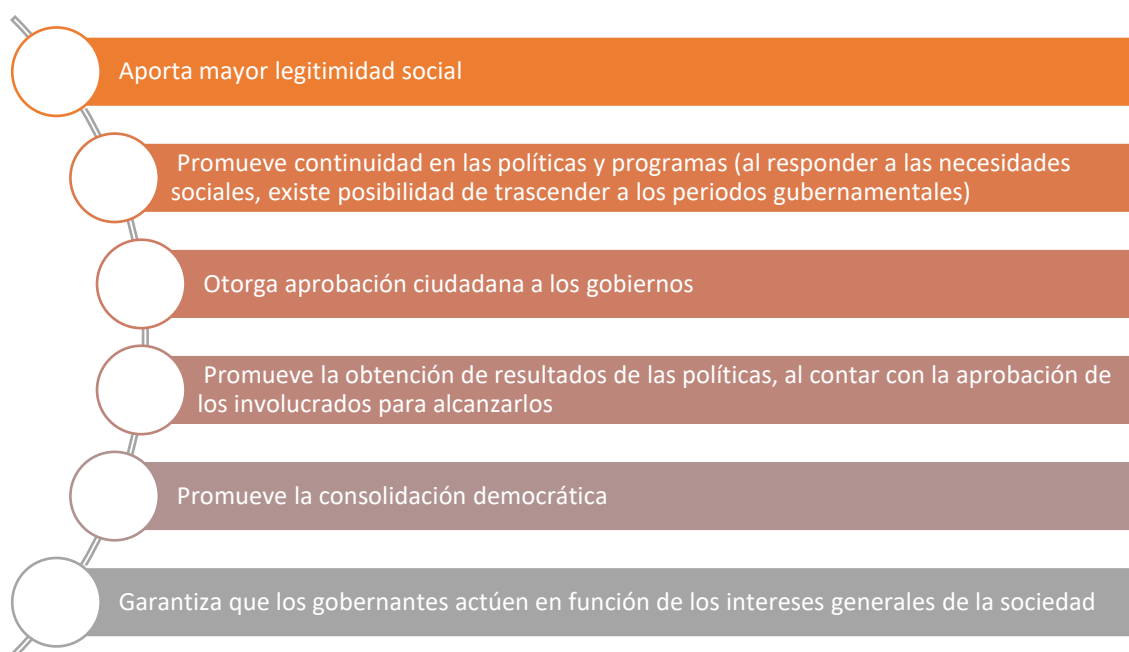 Aporta mayor legitimidad social
Promueve continuidad en las políticas y programas (al responder a las necesidades
sociales, existe posibilidad de trascender a los periodos gubernamentales)
Otorga aprobación ciudadana a los gobiernos
Promueve la obtención de resultados de las políticas, al contar con la aprobación de
los involucrados para alcanzarlos
Promueve la consolidación democrática
Garantiza que los gobernantes actúen en función de los intereses generales de la sociedad